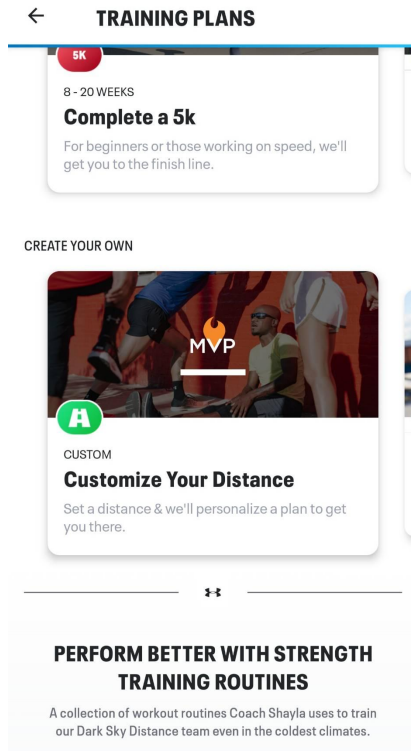 TRAINING PLANS
5K
8 - 20 WEEKS
Complete a 5k
For beginners or those working on speed, we'll
get you to the finish line.
CREATE YOUR OWN
MVP
CUSTOM
Customize Your Distance
Set a distance & we'll personalize a plan to get
you there.
PERFORM BETTER WITH STRENGTH
TRAINING ROUTINES
A collection of workout routines Coach Shayla uses to train
our Dark Sky Distance team even in the coldest climates.